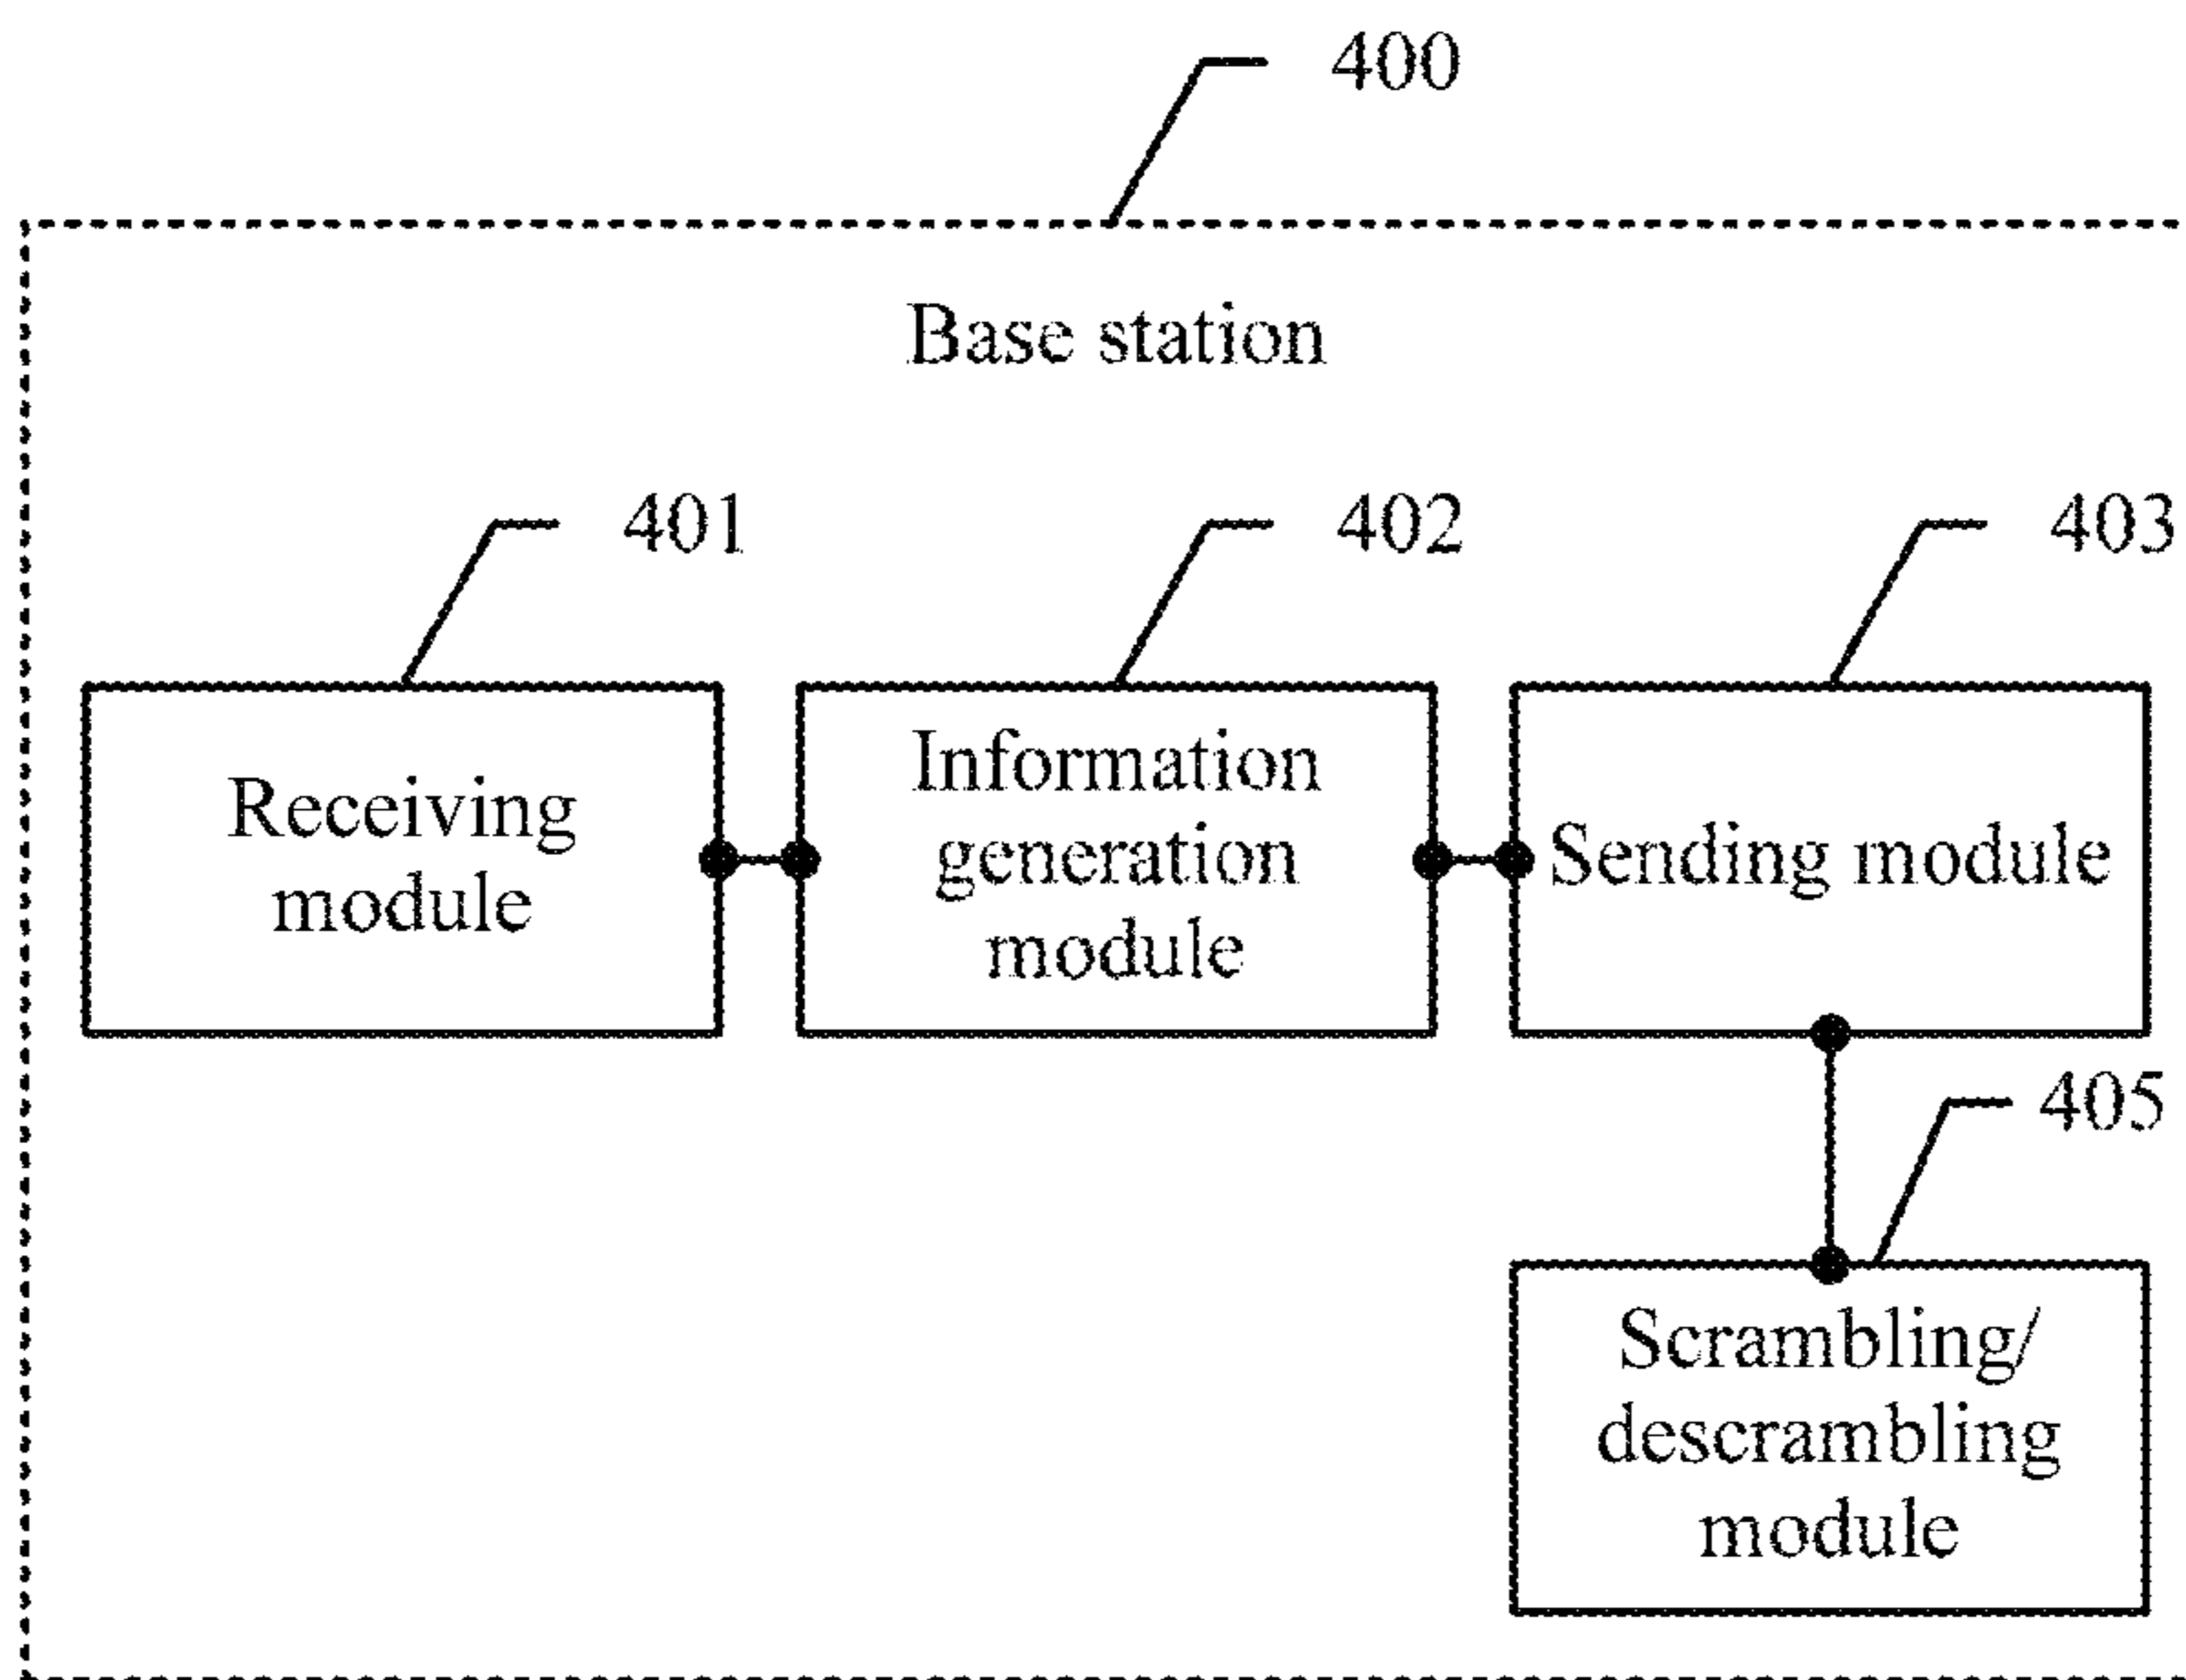 400
Base station
401
402
403
Receiving
module
Information
generation
module
Sending module
405
Scrambling/
descrambling
module